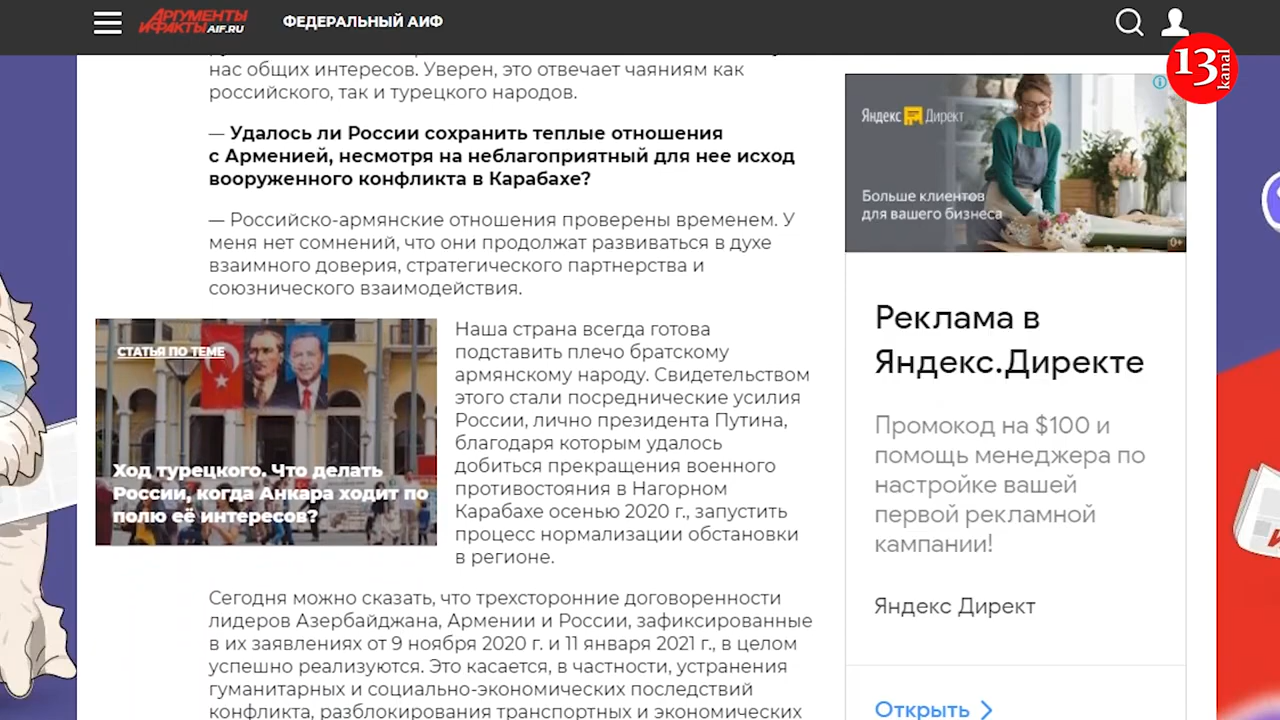 АРГУМЕНТЫ
И ФАКТЫ AIF.RU
ФЕДЕРАЛЬНЫЙ АИФ
13 kanal
нас общих интересов. Уверен, это отвечает чаяниям как
российского, так и турецкого народов.
— Удалось ли России сохранить теплые отношения
с Арменией, несмотря на неблагоприятный для нее исход
вооруженного конфликта в Карабахе?
— Российско-армянские отношения проверены временем. У
меня нет сомнений, что они продолжат развиваться в духе
взаимного доверия, стратегического партнерства и
союзнического взаимодействия.
СТАТЬЯ ПО ТЕМЕ
Ход турецкого. Что делать
России, когда Анкара ходит по
полю её интересов?
Наша страна всегда готова
подставить плечо братскому
армянскому народу. Свидетельством
этого стали посреднические усилия
России, лично президента Путина,
благодаря которым удалось
добиться прекращения военного
противостояния в Нагорном
Карабахе осенью 2020 г., запустить
процесс нормализации обстановки
в регионе.
Сегодня можно сказать, что трехсторонние договоренности
лидеров Азербайджана, Армении и России, зафиксированные
в их заявлениях от 9 ноября 2020 г. и 11 января 2021 г., в целом
успешно реализуются. Это касается, в частности, устранения
гуманитарных и социально-экономических последствий
конфликта, разблокирования транспортных и экономических
Яндекс Директ
Больше клиентов
для вашего бизнеса
0+
Реклама в
Яндекс.Директе
Промокод на $100 и
помощь менеджера по
настройке вашей
первой рекламной
кампании!
Яндекс Директ
Открыть